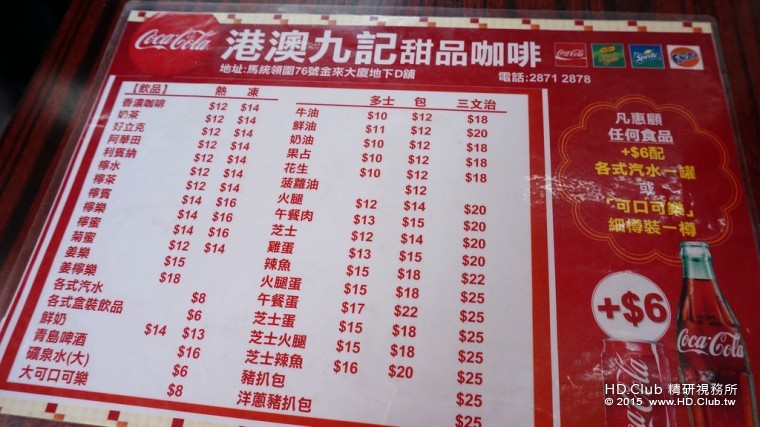 Coca-Cola
港澳九記甜品咖啡
Coca-Cola
Sprite
Fanta
地址:馬統領圍76號金來大廈地下D舖
電話:2871 2878
【飲品】 熱 凍
香濃咖啡 $12 $14
奶茶 $12 $14
好立克 $12 $14
阿華田 $12 $14
利賓納 $12 $14
檸水 $12 $14
檸茶 $12 $14
檸賓 $14 $16
檸樂 $14 $16
檸蜜 $14 $16
菊蜜 $12 $14
姜樂 $15
姜檸樂 $18
各式汽水 $8
各式盒裝飲品 $6
鮮奶 $14 $13
青島啤酒 $16
礦泉水(大) $6
大可口可樂 $8
多士 包 三文治
牛油 $10 $12 $18
鮮油 $11 $12 $20
奶油 $10 $12 $18
果占 $10 $12 $18
花生 $10 $12 $18
菠蘿油 $12
火腿 $12 $14 $20
午餐肉 $13 $15 $20
芝士 $12 $14 $20
雞蛋 $13 $15 $20
辣魚 $15 $18 $22
火腿蛋 $15 $18 $25
午餐蛋 $17 $22 $25
芝士蛋 $15 $18 $25
芝士火腿 $15 $18 $25
芝士辣魚 $16 $20 $25
豬扒包 $25
洋蔥豬扒包 $25
凡惠顧
任何食品
+$6配
各式汽水一罐
或
「可口可樂」
細樽裝一樽
+$6
Coca-Cola
Coca-Cola
HD.Club 精研視務所
© 2015 www.HD.Club.tw